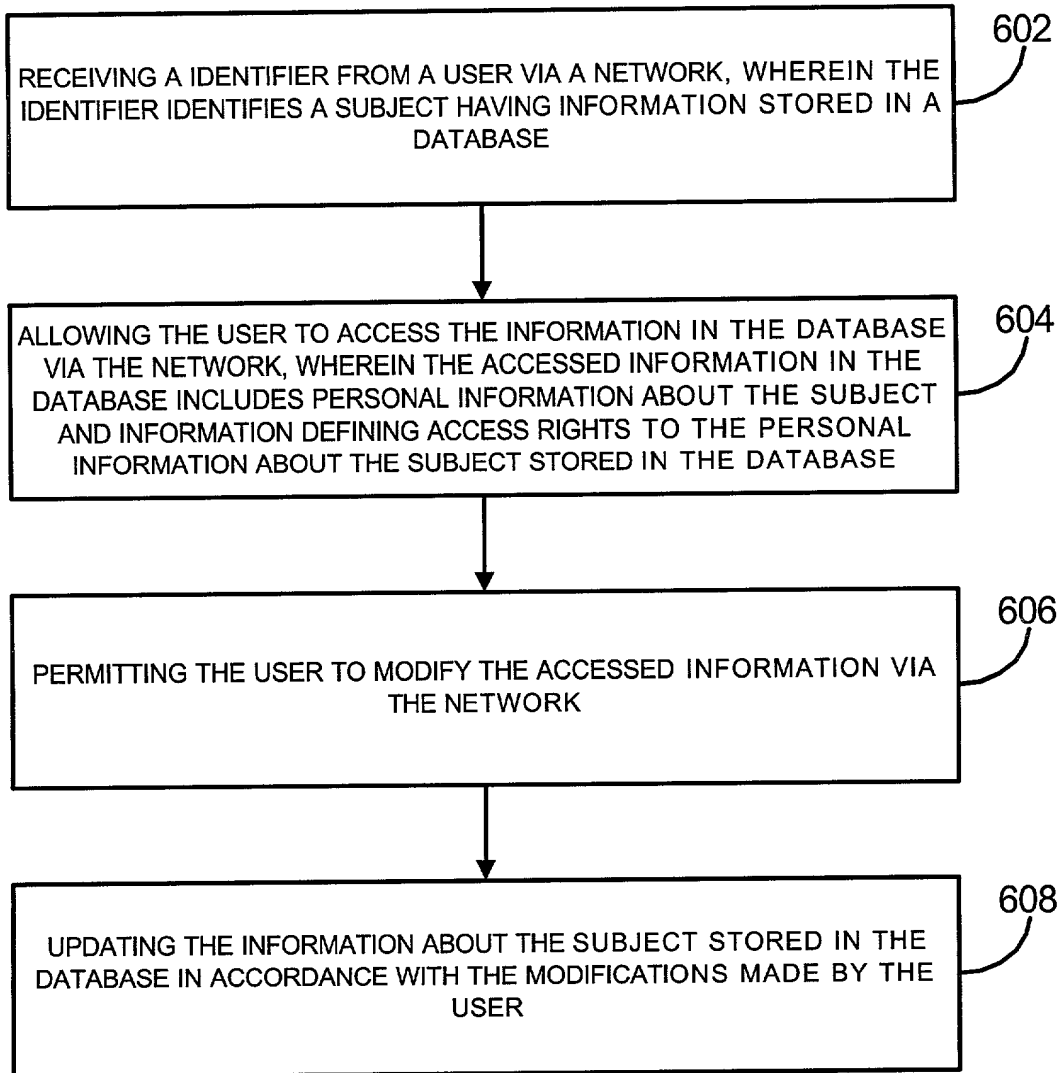 602
RECEIVING A IDENTIFIER FROM A USER VIA A NETWORK, WHEREIN THE
IDENTIFIER IDENTIFIES A SUBJECT HAVING INFORMATION STORED IN A
DATABASE
604
ALLOWING THE USER TO ACCESS THE INFORMATION IN THE DATABASE
VIA THE NETWORK, WHEREIN THE ACCESSED INFORMATION IN THE
DATABASE INCLUDES PERSONAL INFORMATION ABOUT THE SUBJECT
AND INFORMATION DEFINING ACCESS RIGHTS TO THE PERSONAL
INFORMATION ABOUT THE SUBJECT STORED IN THE DATABASE
606
PERMITTING THE USER TO MODIFY THE ACCESSED INFORMATION VIA
THE NETWORK
608
UPDATING THE INFORMATION ABOUT THE SUBJECT STORED IN THE
DATABASE IN ACCORDANCE WITH THE MODIFICATIONS MADE BY THE
USER